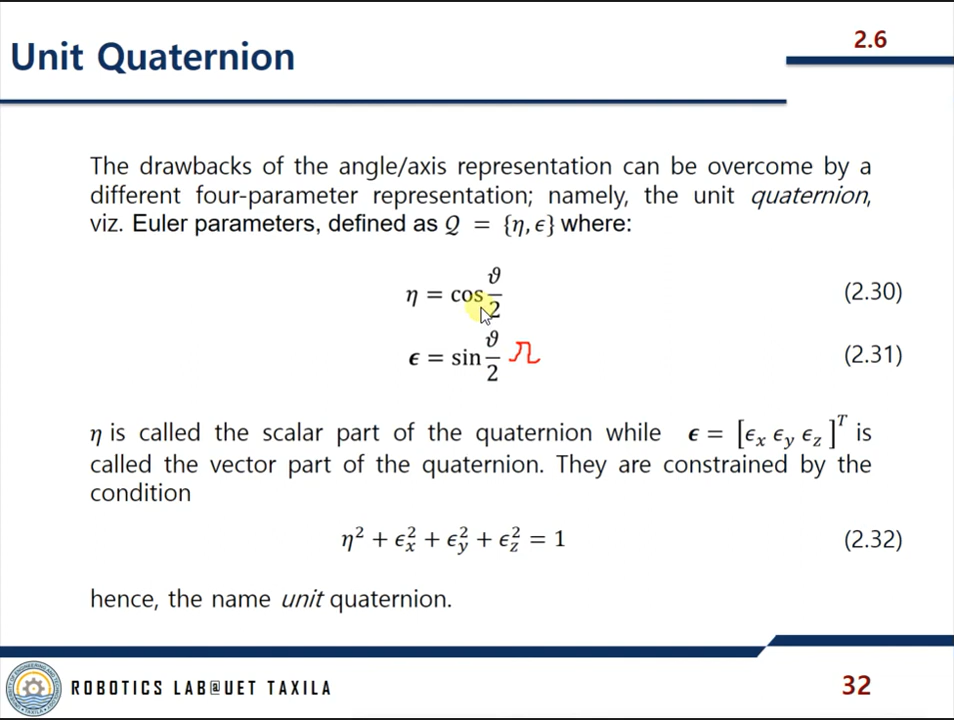 2.6
Unit Quaternion
The drawbacks of the angle/axis representation can be overcome by a
different four-parameter representation; namely, the unit quaternion,
viz. Euler parameters, defined as 𝒬 = {η, ϵ} where:
η = cos ϑ/2 (2.30)
ϵ = sin ϑ/2 r (2.31)
η is called the scalar part of the quaternion while ϵ = [ϵx ϵy ϵz]^T is
called the vector part of the quaternion. They are constrained by the
condition
η² + ϵx² + ϵy² + ϵz² = 1 (2.32)
hence, the name unit quaternion.
ROBOTICS LAB@UET TAXILA
32